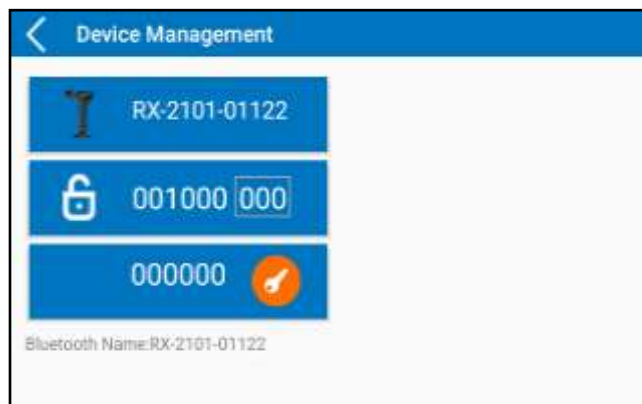 Device Management
RX-2101-01122
001000 000
000000
Bluetooth Name:RX-2101-01122